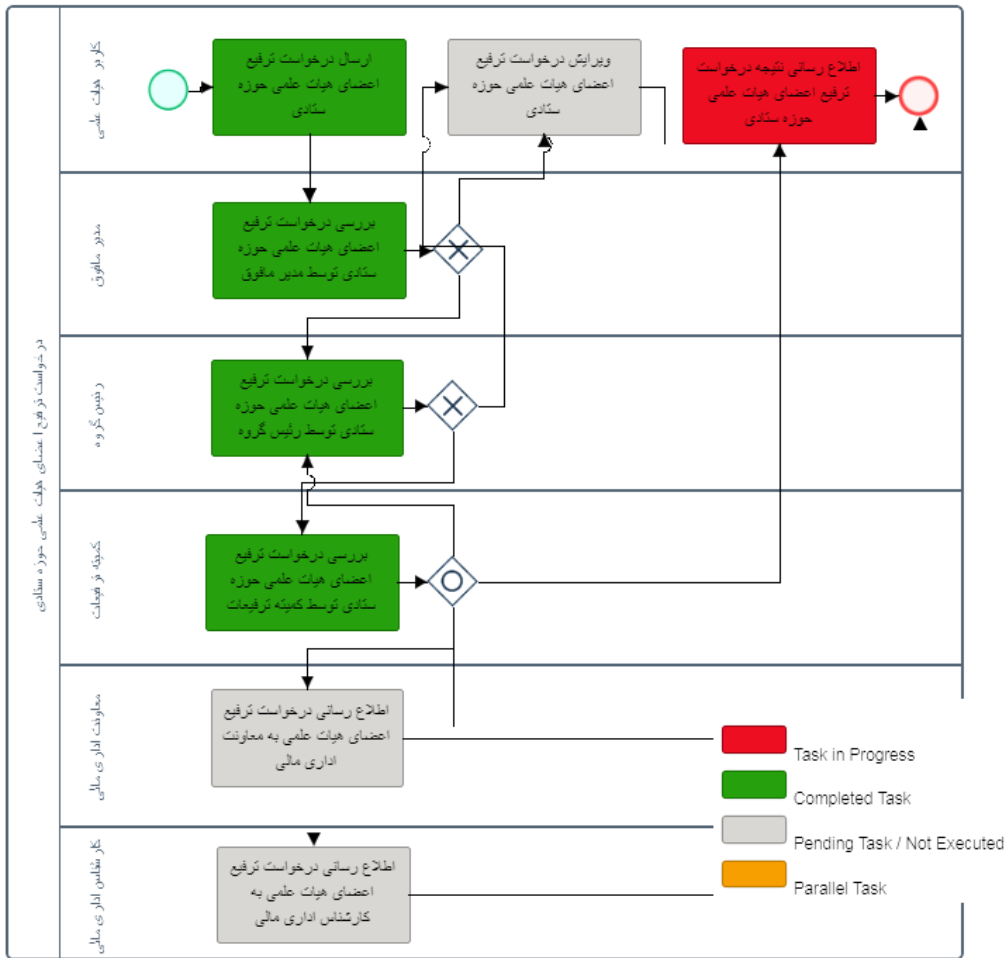 درخواست ترفیع اعضای هیات علمی حوزه ستادی
کاربر هیات علمی
ارسال درخواست ترفیع
اعضای هیات علمی حوزه
ستادی
ویرایش درخواست ترفیع
اعضای هیات علمی حوزه
ستادی
اطلاع رسانی نتیجه درخواست
ترفیع اعضای هیات علمی
حوزه ستادی
مدیر مافوق
بررسی درخواست ترفیع
اعضای هیات علمی حوزه
ستادی توسط مدیر مافوق
رئیس گروه
بررسی درخواست ترفیع
اعضای هیات علمی حوزه
ستادی توسط رئیس گروه
کمیته ترفیعات
بررسی درخواست ترفیع
اعضای هیات علمی حوزه
ستادی توسط کمیته ترفیعات
معاونت اداری مالی
اطلاع رسانی درخواست ترفیع
اعضای هیات علمی به معاونت
اداری مالی
کارشناس اداری مالی
اطلاع رسانی درخواست ترفیع
اعضای هیات علمی به
کارشناس اداری مالی
Task in Progress
Completed Task
Pending Task / Not Executed
Parallel Task